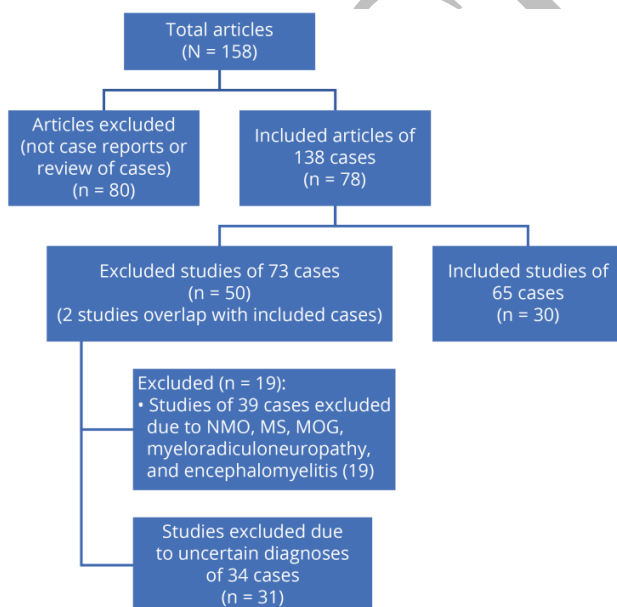 Total articles
(N = 158)
Articles excluded
(not case reports or
review of cases)
(n = 80)
Included articles of
138 cases
(n = 78)
Excluded studies of 73 cases
(n = 50)
(2 studies overlap with included cases)
Included studies of
65 cases
(n = 30)
Excluded (n = 19):
• Studies of 39 cases excluded
due to NMO, MS, MOG,
myeloradiculoneuropathy,
and encephalomyelitis (19)
Studies excluded due
to uncertain diagnoses
of 34 cases
(n = 31)